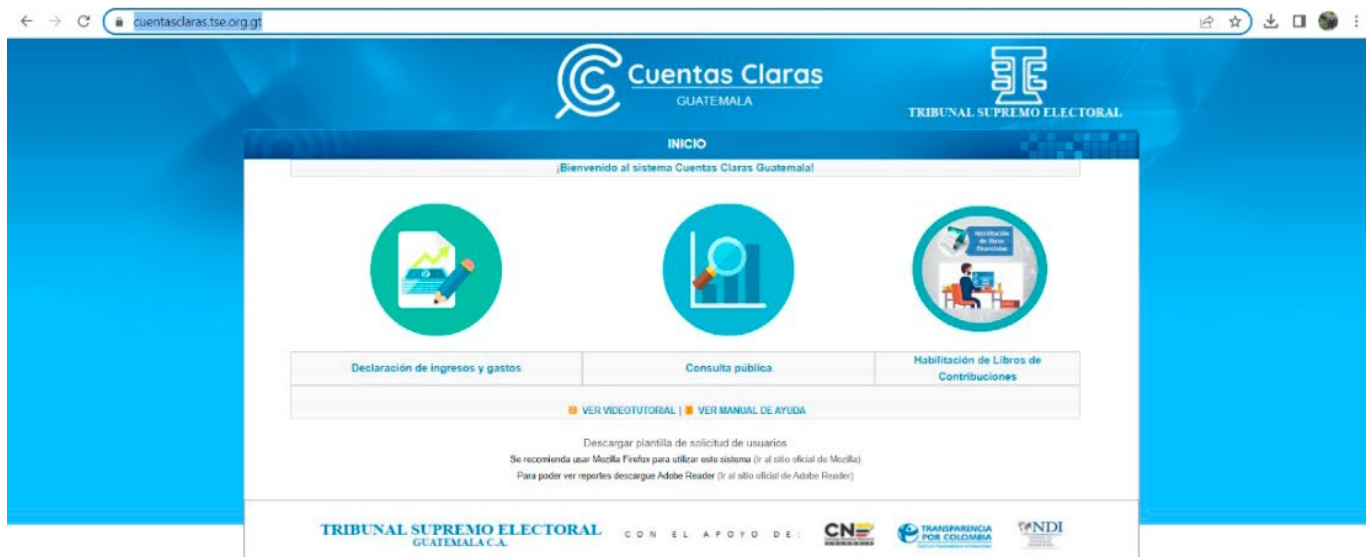 cuentasclaras.tse.org.gt
Cuentas Claras
GUATEMALA
TRIBUNAL SUPREMO ELECTORAL
INICIO
¡Bienvenido al sistema Cuentas Claras Guatemala!
Habilitación
de libros
Declaración de ingresos y gastos
Consulta pública
Habilitación de Libros de
Contribuciones
VER VIDEOTUTORIAL | VER MANUAL DE AYUDA
Descargar plantilla de solicitud de usuarios
Se recomienda usar Mozilla Firefox para utilizar este sistema (Ir al sitio oficial de Mozilla)
Para poder ver reportes descargue Adobe Reader (Ir al sitio oficial de Adobe Reader)
TRIBUNAL SUPREMO ELECTORAL
GUATEMALA C.A.
CON EL APOYO DE:
CNE
COLOMBIA
TRANSPARENCIA
POR COLOMBIA
NDI